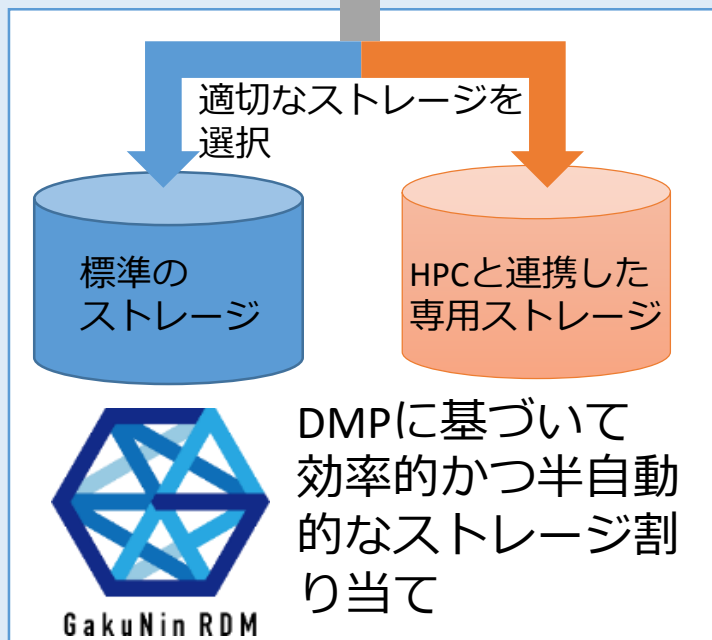 適切なストレージを
選択
標準の
ストレージ
HPCと連携した
専用ストレージ
DMPに基づいて
効率的かつ半自動
的なストレージ割
り当て
GakuNin RDM